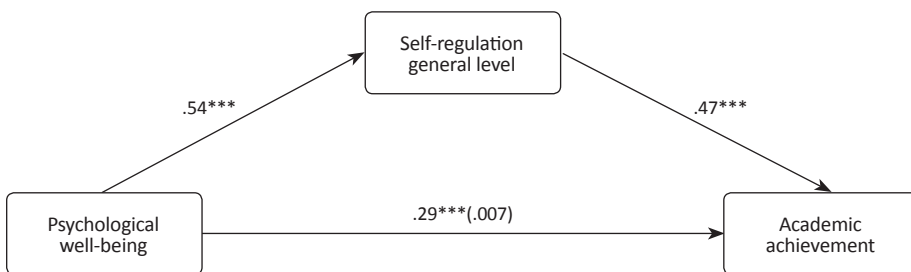 Self-regulation
general level
.54***
.47***
.29***(.007)
Psychological
well-being
Academic
achievement